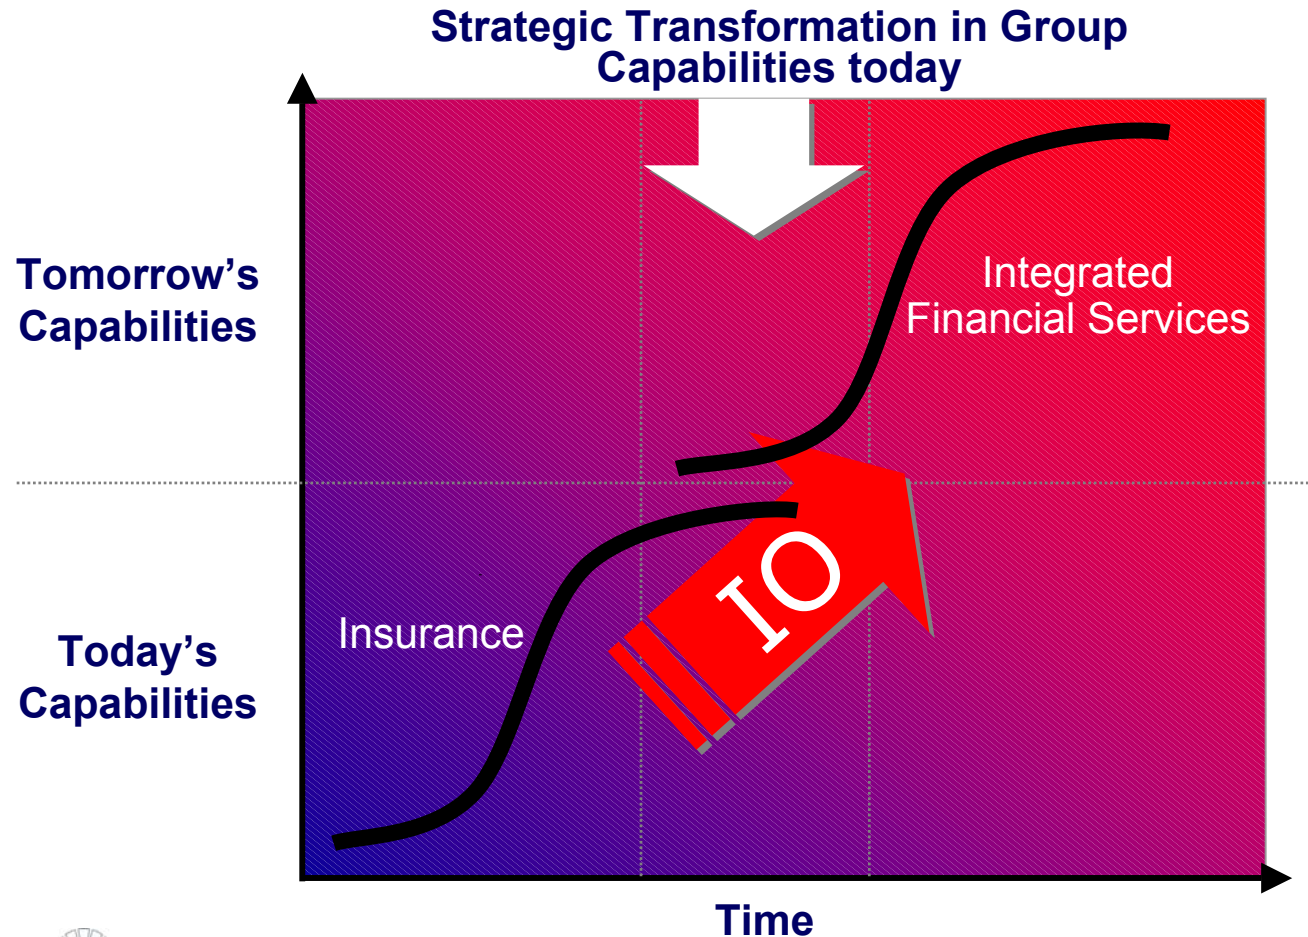 Strategic Transformation in Group
Capabilities today
Tomorrow’s
Capabilities
Integrated
Financial Services
IO
Insurance
Today’s
Capabilities
Time